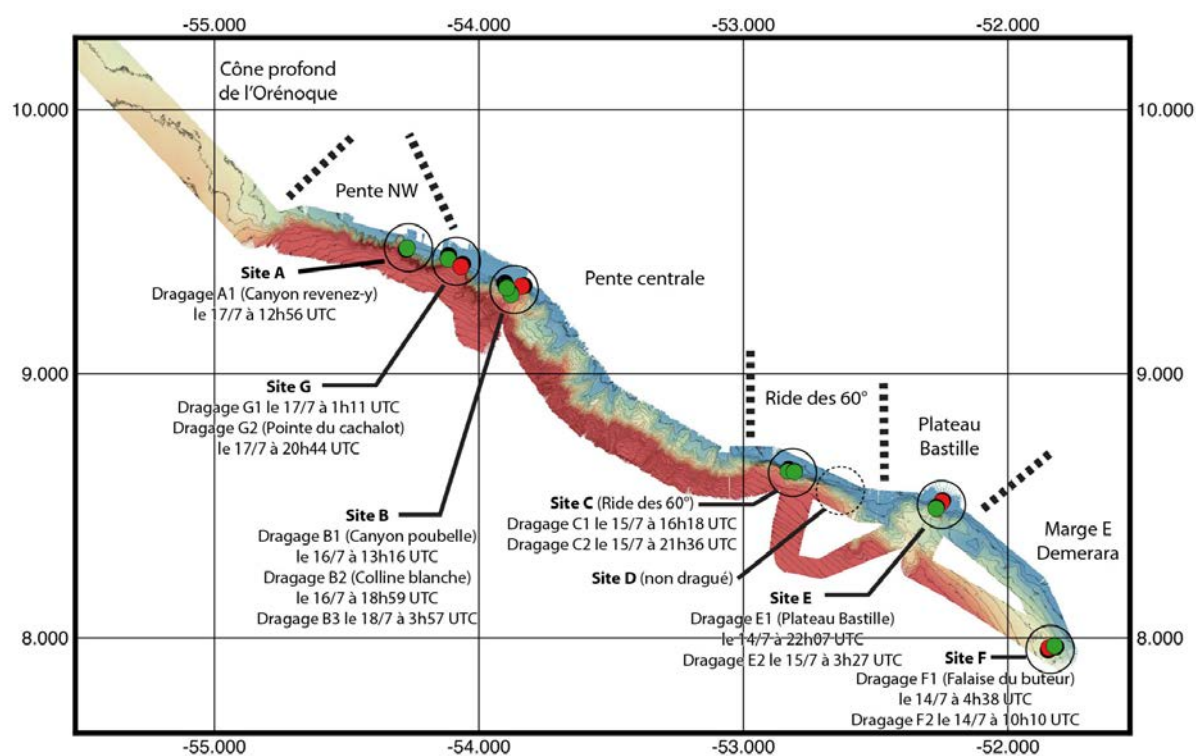 -55.000
-54.000
-53.000
-52.000
Cône profond
de l'Orénoque
10.000
10.000
Pente NW
Pente centrale
Site A
Dragage A1 (Canyon revenez-y)
le 17/7 à 12h56 UTC
9.000
9.000
Site G
Dragage G1 le 17/7 à 1h11 UTC
Dragage G2 (Pointe du cachalot)
le 17/7 à 20h44 UTC
Ride des 60°
Plateau
Bastille
Site B
Dragage B1 (Canyon poubelle)
le 16/7 à 13h16 UTC
Dragage B2 (Colline blanche)
le 16/7 à 18h59 UTC
Dragage B3 le 18/7 à 3h57 UTC
Site C (Ride des 60°)
Dragage C1 le 15/7 à 16h18 UTC
Dragage C2 le 15/7 à 21h36 UTC
Site D (non dragué)
Marge E
Demerara
Site E
Dragage E1 (Plateau Bastille)
le 14/7 à 22h07 UTC
Dragage E2 le 15/7 à 3h27 UTC
8.000
8.000
Site F
Dragage F1 (Falaise du buteur)
le 14/7 à 4h38 UTC
Dragage F2 le 14/7 à 10h10 UTC
-55.000
-54.000
-53.000
-52.000